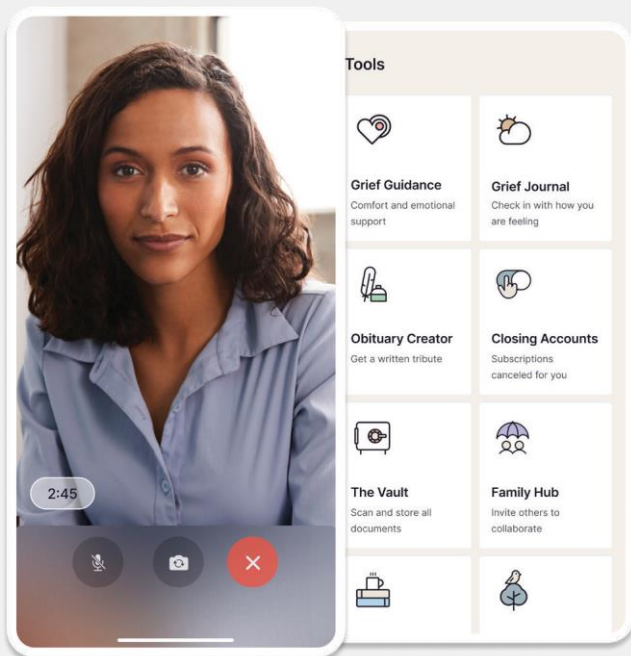 2:45
Tools
Grief Guidance
Comfort and emotional
support
Grief Journal
Check in with how you
are feeling
Obituary Creator
Get a written tribute
Closing Accounts
Subscriptions
canceled for you
The Vault
Scan and store all
documents
Family Hub
Invite others to
collaborate